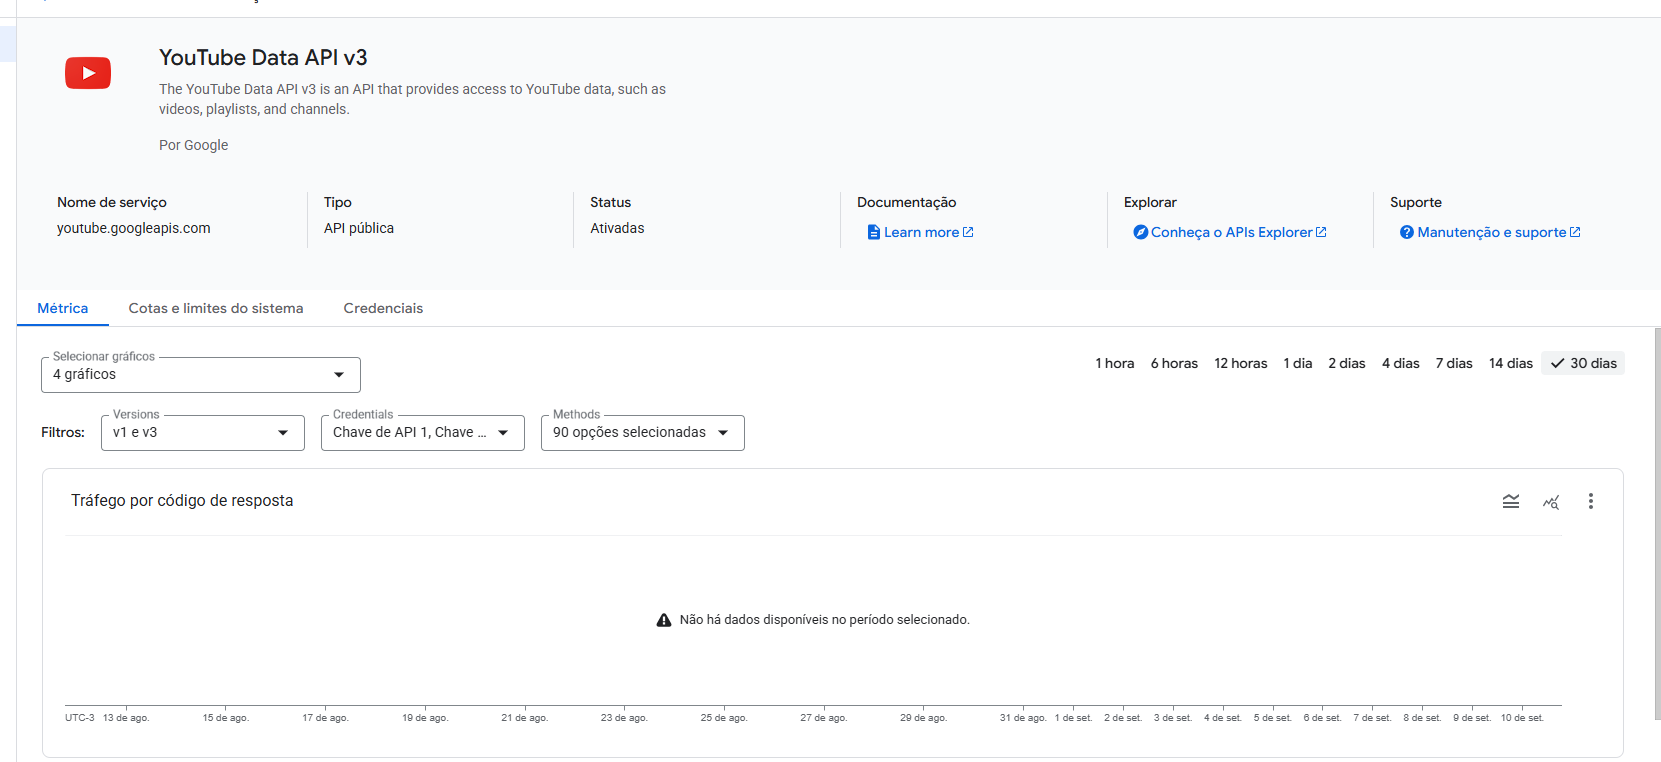 YouTube Data API v3
The YouTube Data API v3 is an API that provides access to YouTube data, such as
videos, playlists, and channels.
Por Google
Nome de serviço
youtube.googleapis.com
Tipo
API pública
Status
Ativadas
Documentação
Learn more
Explorar
Conheça o APIs Explorer
Suporte
Manutenção e suporte
Métrica
Cotas e limites do sistema
Credenciais
Selecionar gráficos
4 gráficos
1 hora
6 horas
12 horas
1 dia
2 dias
4 dias
7 dias
14 dias
30 dias
Filtros:
Versions
v1 e v3
Credentials
Chave de API 1, Chave ...
Methods
90 opções selecionadas
Tráfego por código de resposta
Não há dados disponíveis no período selecionado.
UTC-3
13 de ago.
15 de ago.
17 de ago.
19 de ago.
21 de ago.
23 de ago.
25 de ago.
27 de ago.
29 de ago.
31 de ago.
1 de set.
2 de set.
3 de set.
4 de set.
5 de set.
6 de set.
7 de set.
8 de set.
9 de set.
10 de set.